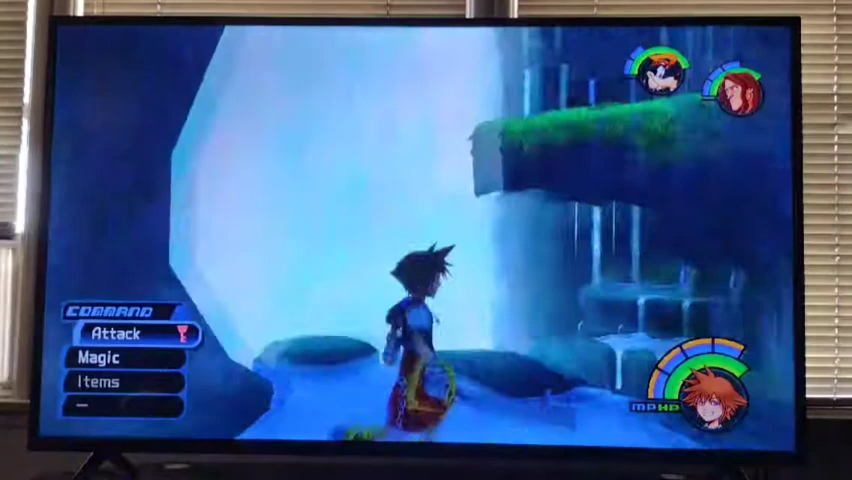 COMMAND
Attack
Magic
Items
MP HP